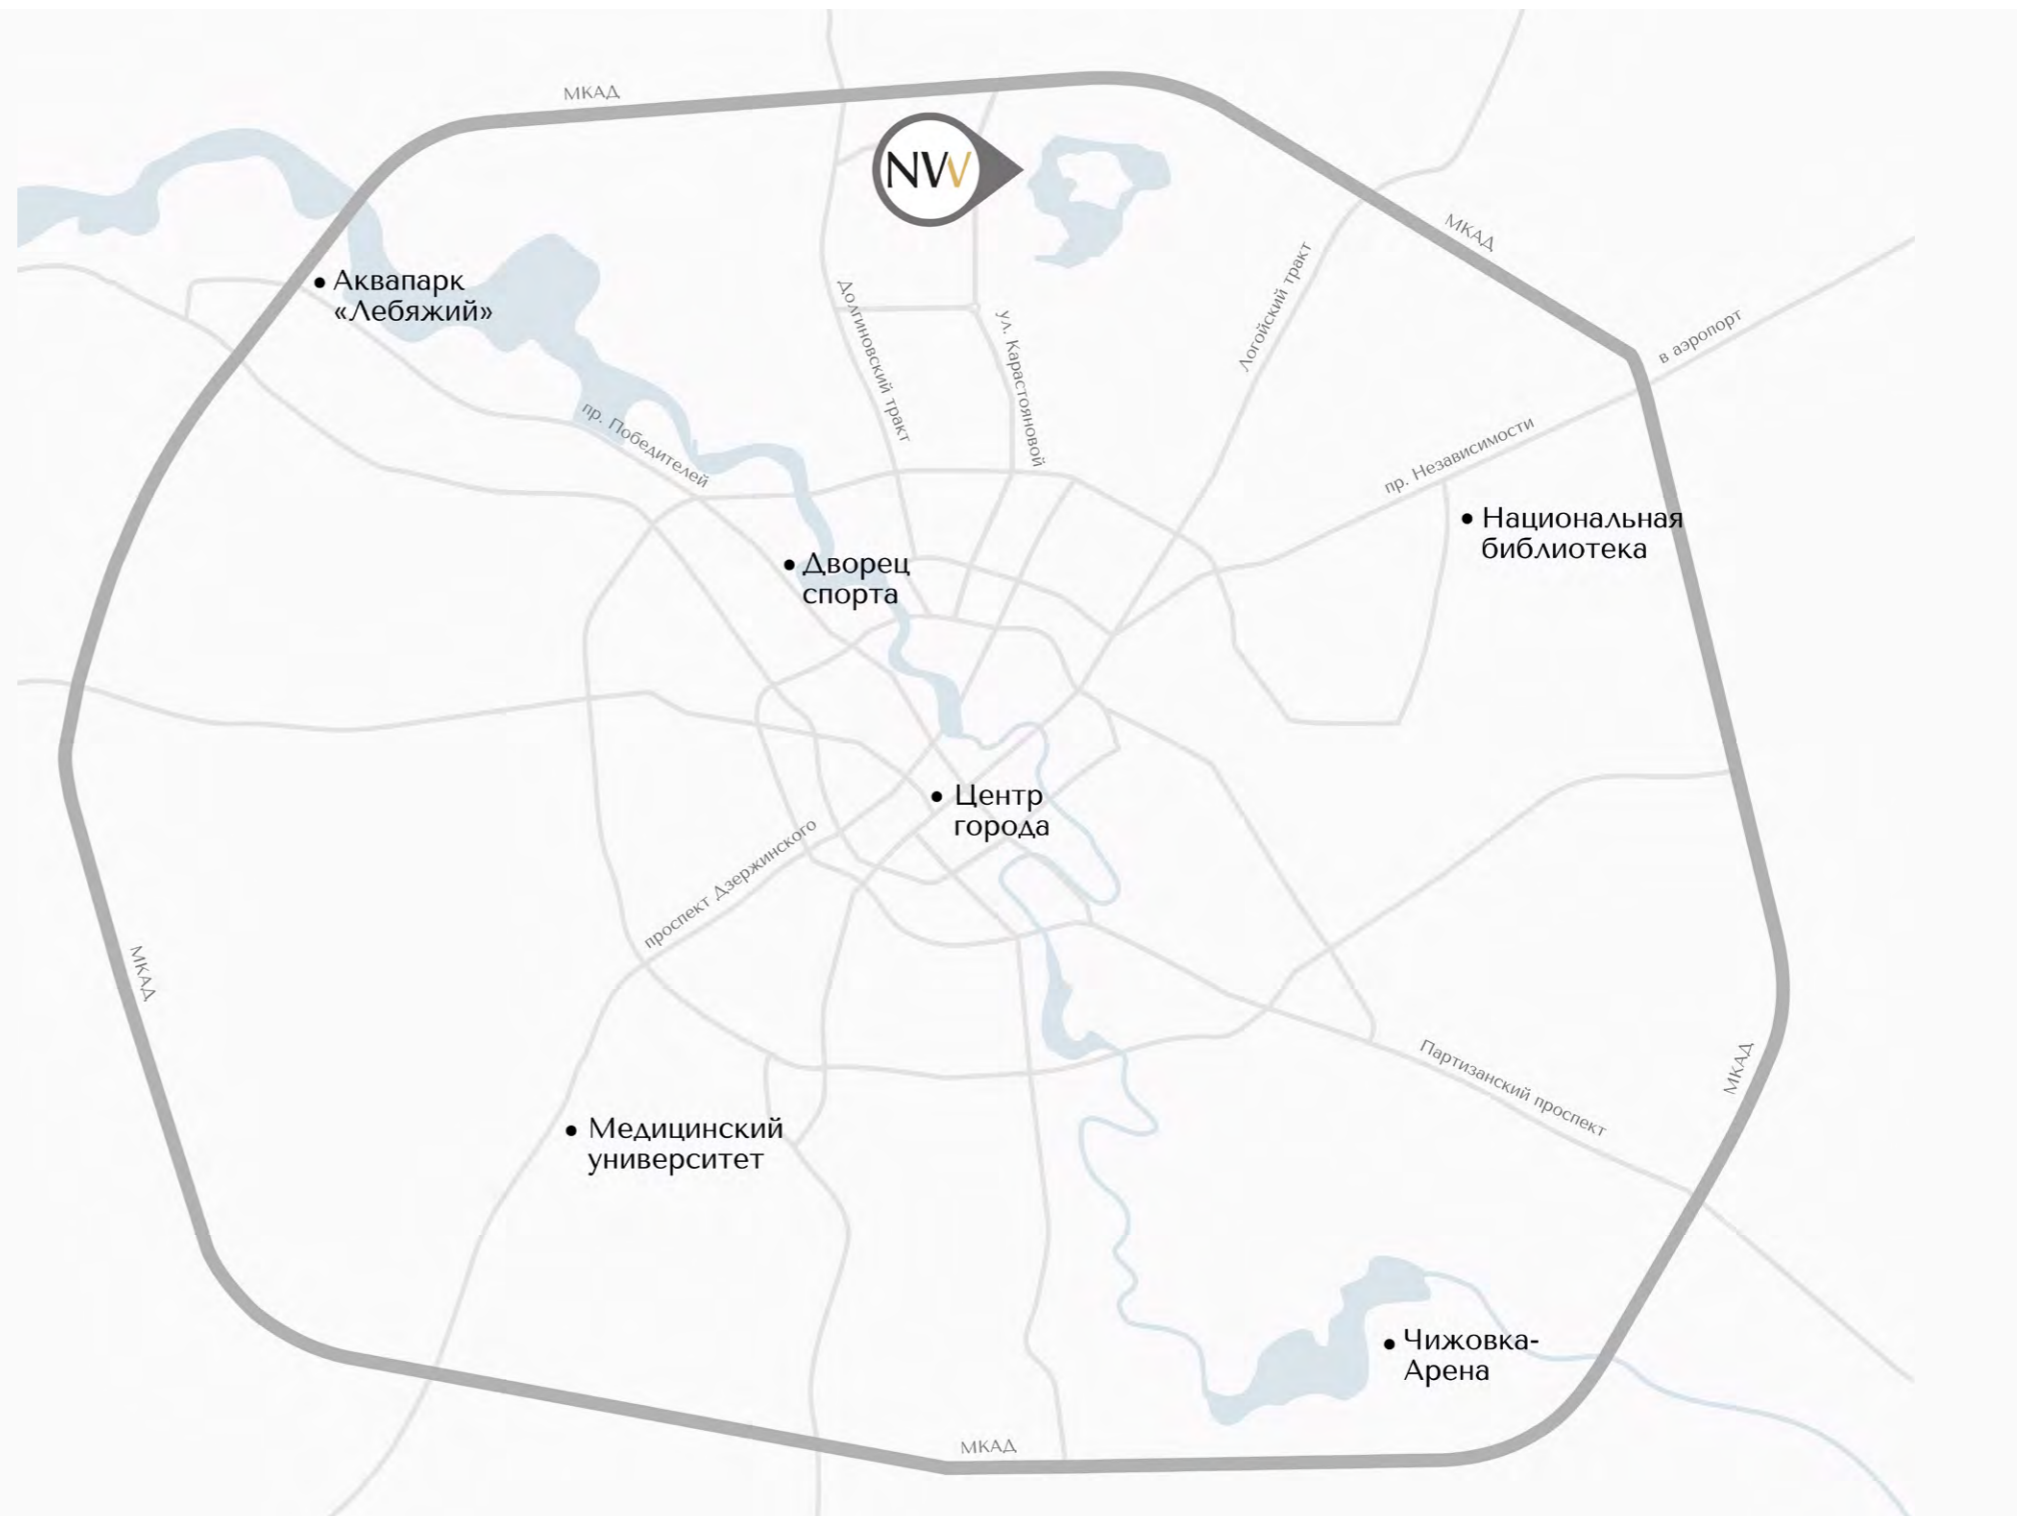 МКАД
NW
МКАД
Аквапарк
«Лебяжий»
Долгиновский тракт
ул. Карастояновой
Логойский тракт
в аэропорт
пр. Победителей
пр. Независимости
Национальная
библиотека
Дворец
спорта
Центр
города
проспект Дзержинского
МКАД
Партизанский проспект
МКАД
Медицинский
университет
Чижовка-
Арена
МКАД